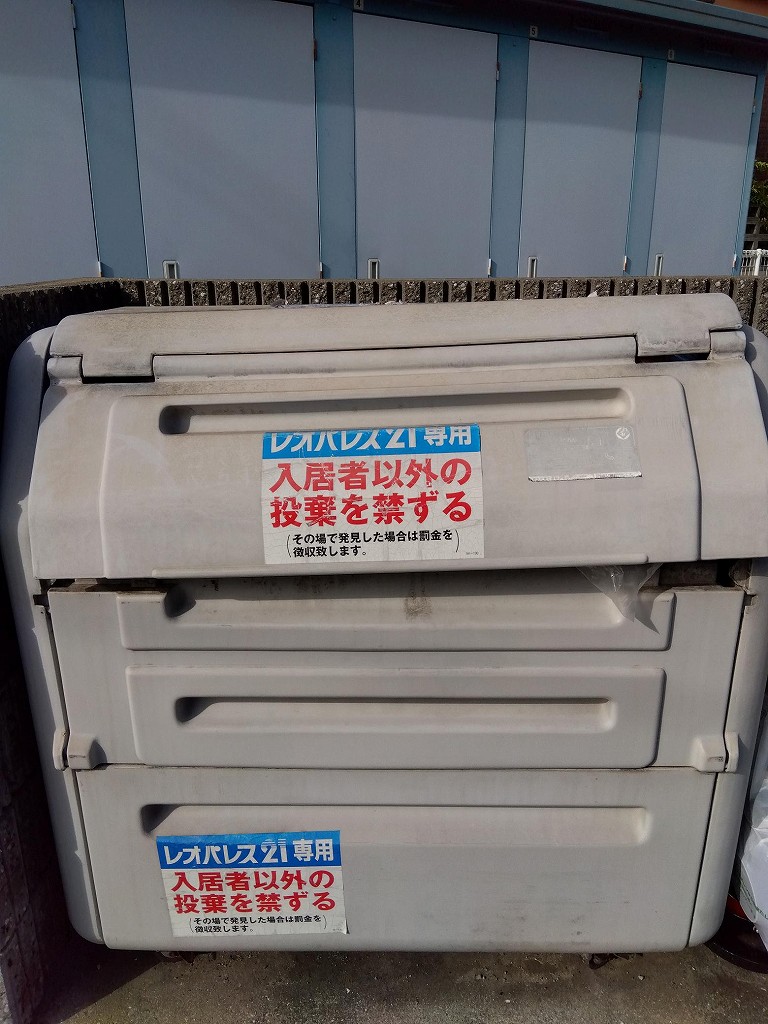 4
5
レオパレス21専用
入居者以外の
投棄を禁ずる
(その場で発見した場合は罰金を
徴収致します。)
レオパレス21専用
入居者以外の
投棄を禁ずる
(その場で発見した場合は罰金を
徴収致します。)